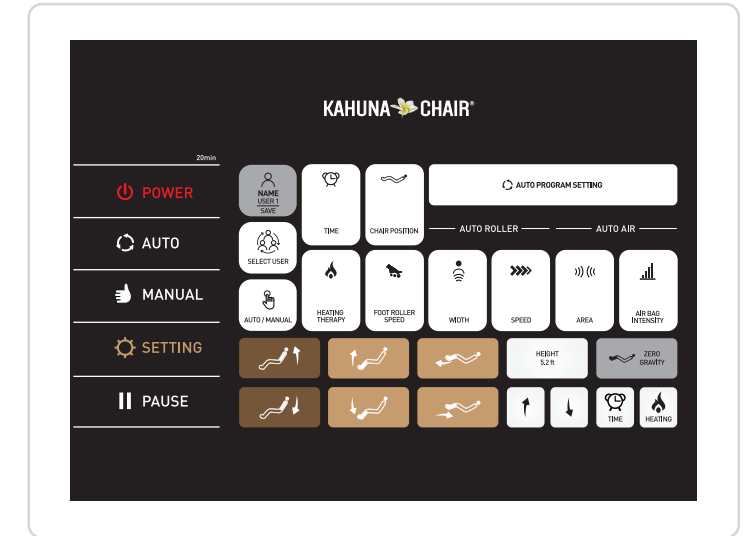 KAHUNA CHAIR®
20min
POWER
AUTO
MANUAL
SETTING
PAUSE
NAME
USER 1
SAVE
TIME
CHAIR POSITION
AUTO PROGRAM SETTING
AUTO ROLLER
AUTO AIR
SELECT USER
AUTO / MANUAL
HEATING
THERAPY
FOOT ROLLER
SPEED
WIDTH
SPEED
AREA
AIR BAG
INTENSITY
HEIGHT
5.2 ft
ZERO
GRAVITY
TIME
HEATING